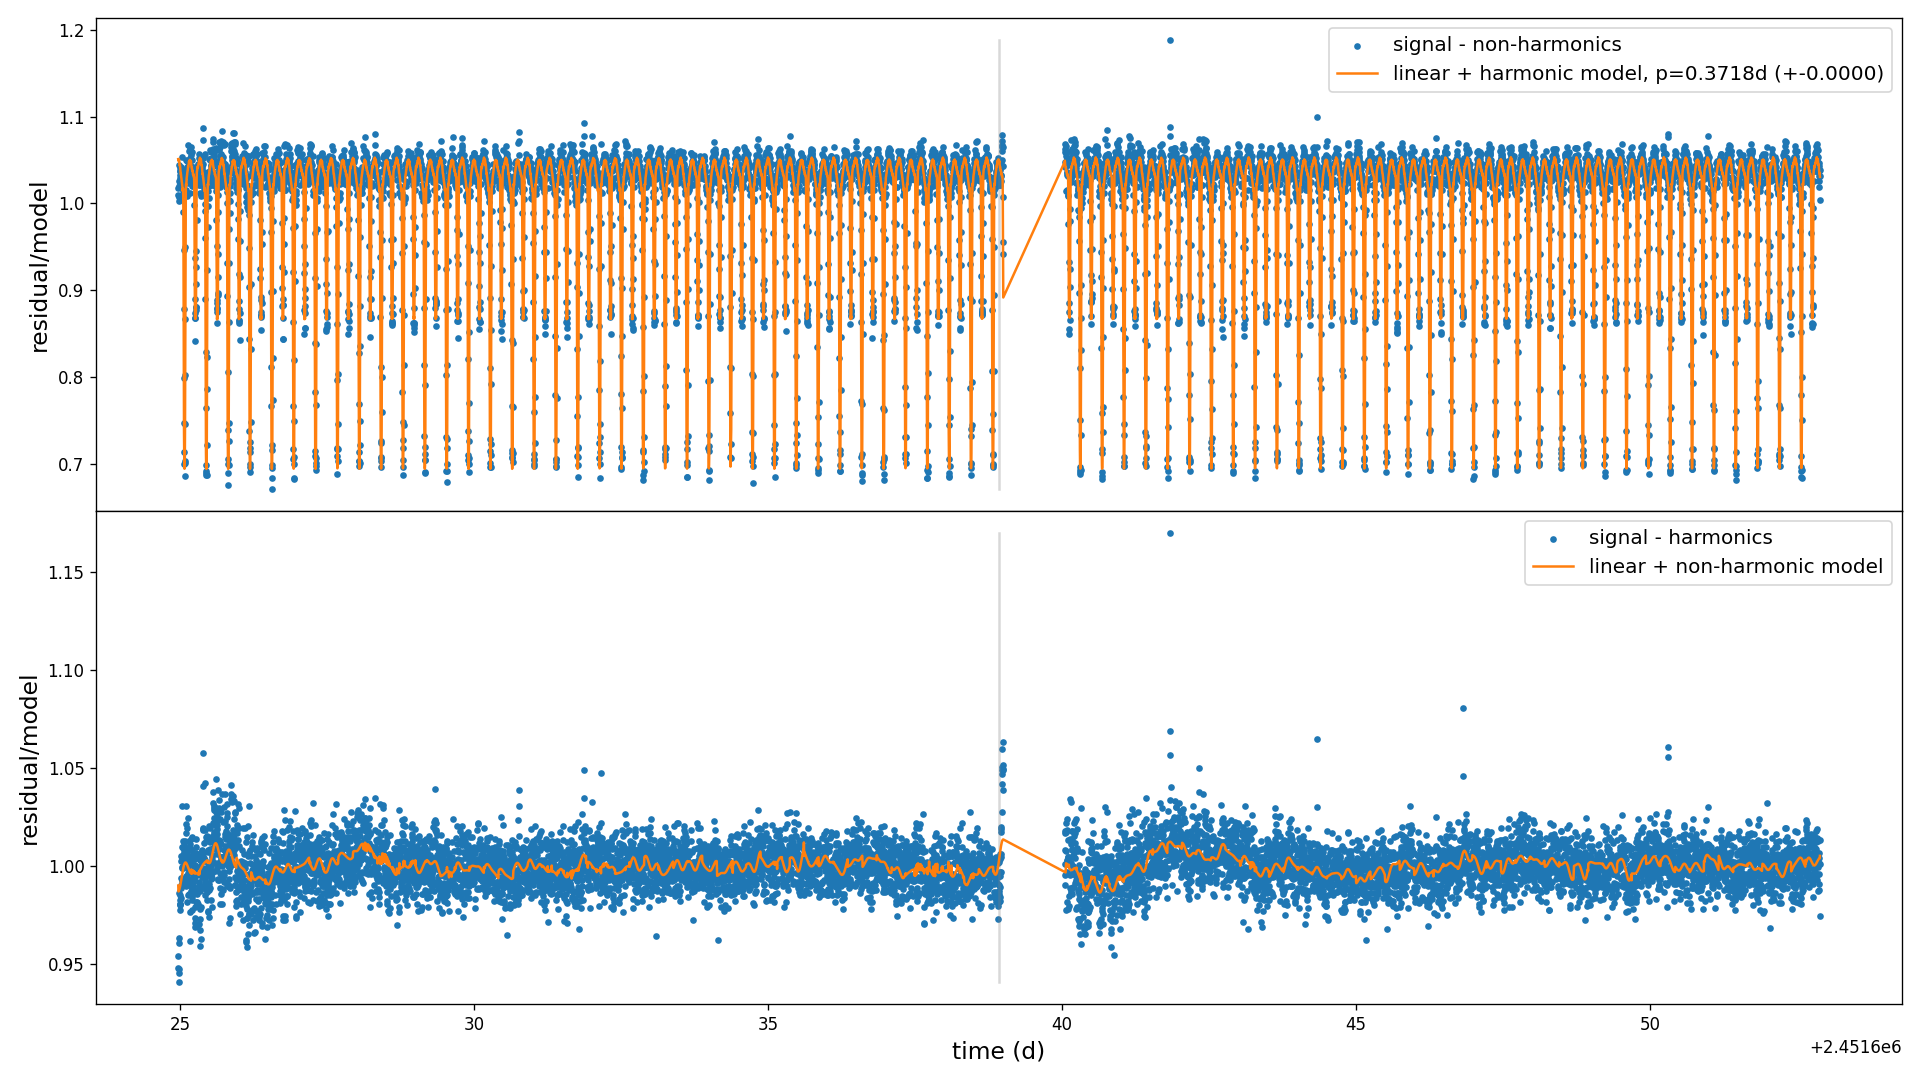 signal - non-harmonics
linear + harmonic model, p=0.3718d (+-0.0000)
residual/model
1.2
1.1
1.0
0.9
0.8
0.7
signal - harmonics
linear + non-harmonic model
residual/model
1.15
1.10
1.05
1.00
0.95
25
30
35
40
45
50
time (d)
+2.4516e6